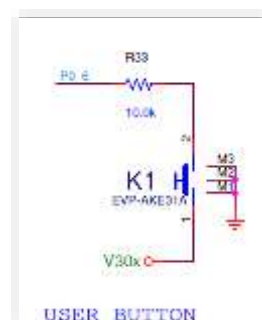 R33
P0_6
10.0k
2
M3
M2
M1
K1
EVP-AKE31A
1
V30x
USER BUTTON